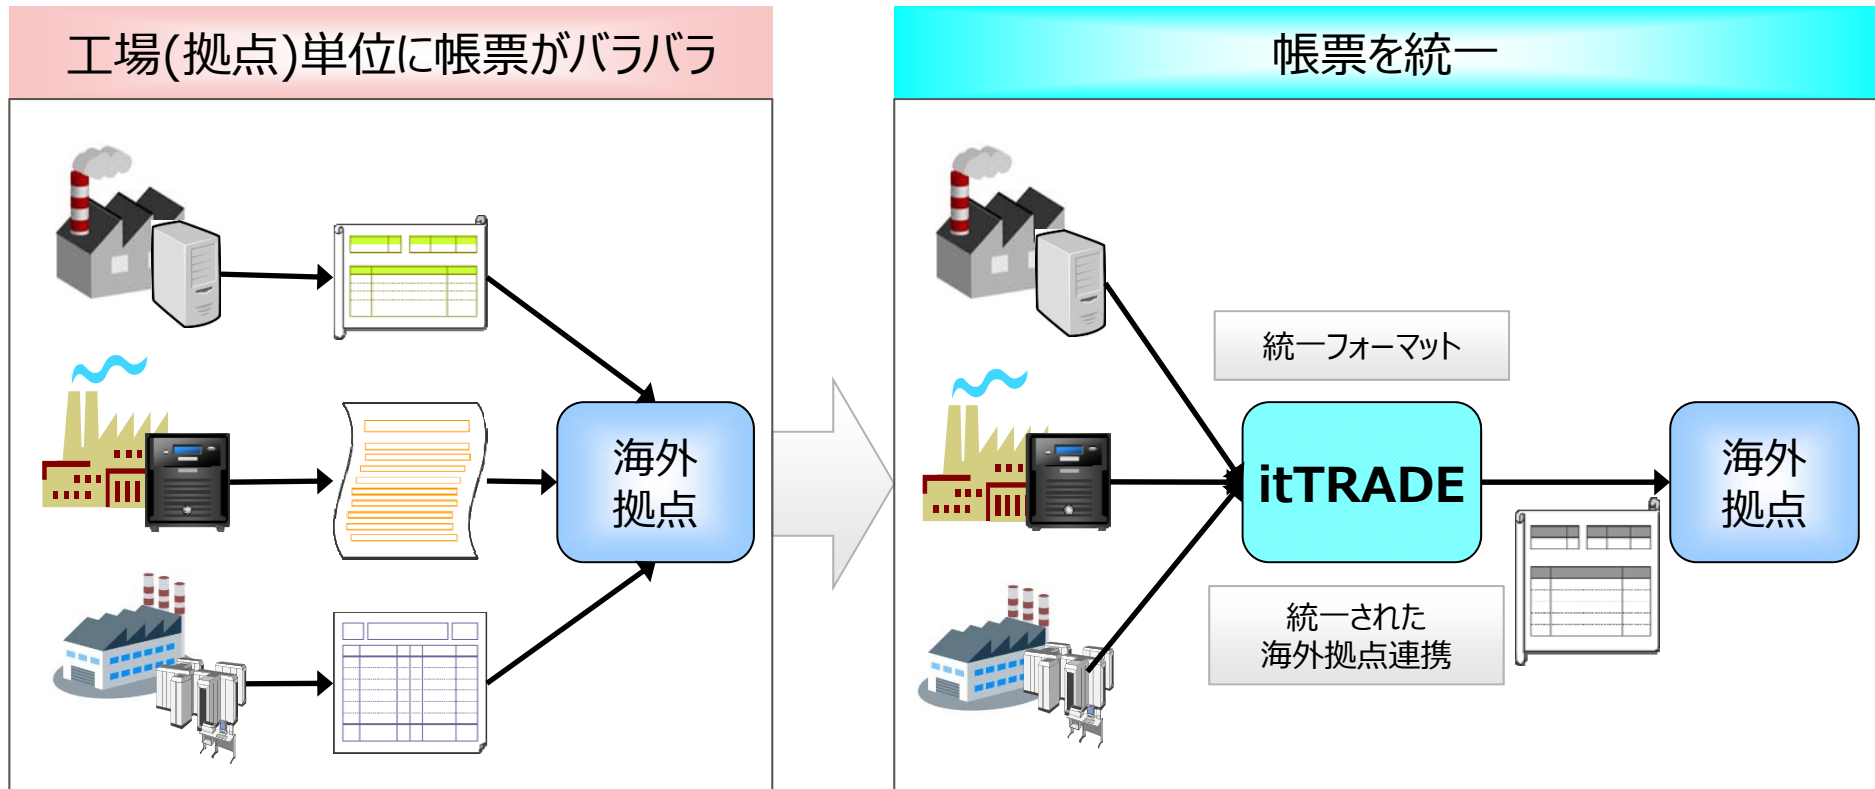 工場(拠点)単位に帳票がバラバラ
海外
拠点
帳票を統一
統一フォーマット
itTRADE
統一された
海外拠点連携
海外
拠点